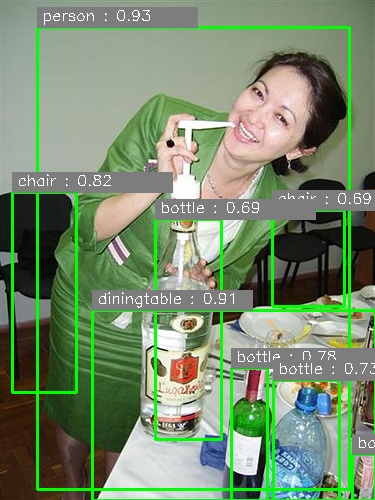 person : 0.93
chair : 0.82
chair : 0.69
bottle : 0.69
diningtable : 0.91
bottle : 0.78
bottle : 0.73
bo